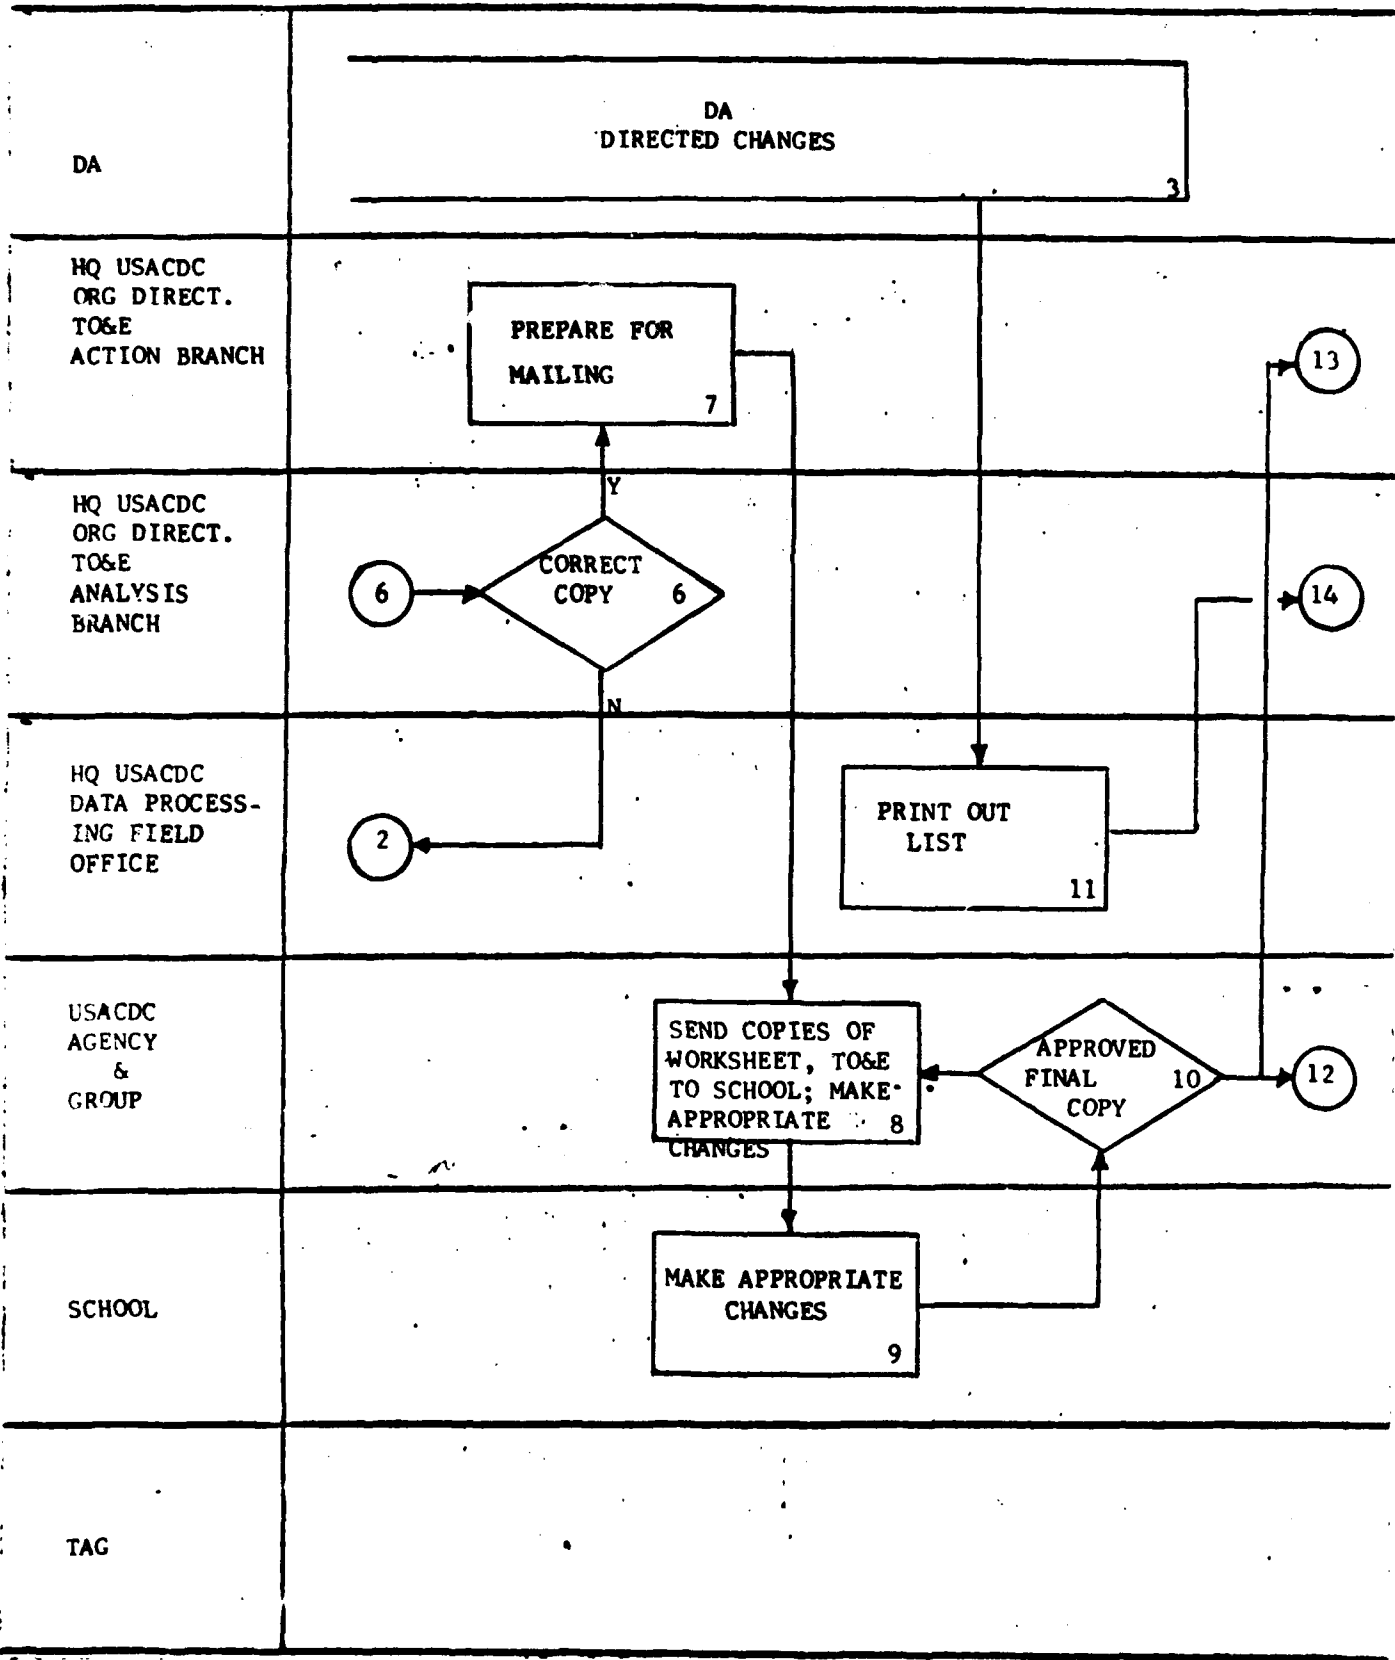 DA
DA
DIRECTED CHANGES
3
HQ USACDC
ORG DIRECT.
TO&E
ACTION BRANCH
PREPARE FOR
MAILING
7
13
HQ USACDC
ORG DIRECT.
TO&E
ANALYSIS
BRANCH
Y
6
CORRECT
COPY 6
N
14
HQ USACDC
DATA PROCESS-
ING FIELD
OFFICE
2
PRINT OUT
LIST
11
USACDC
AGENCY
&
GROUP
SEND COPIES OF
WORKSHEET, TO&E
TO SCHOOL; MAKE
APPROPRIATE 8
CHANGES
APPROVED
FINAL 10
COPY
12
SCHOOL
MAKE APPROPRIATE
CHANGES
9
TAG